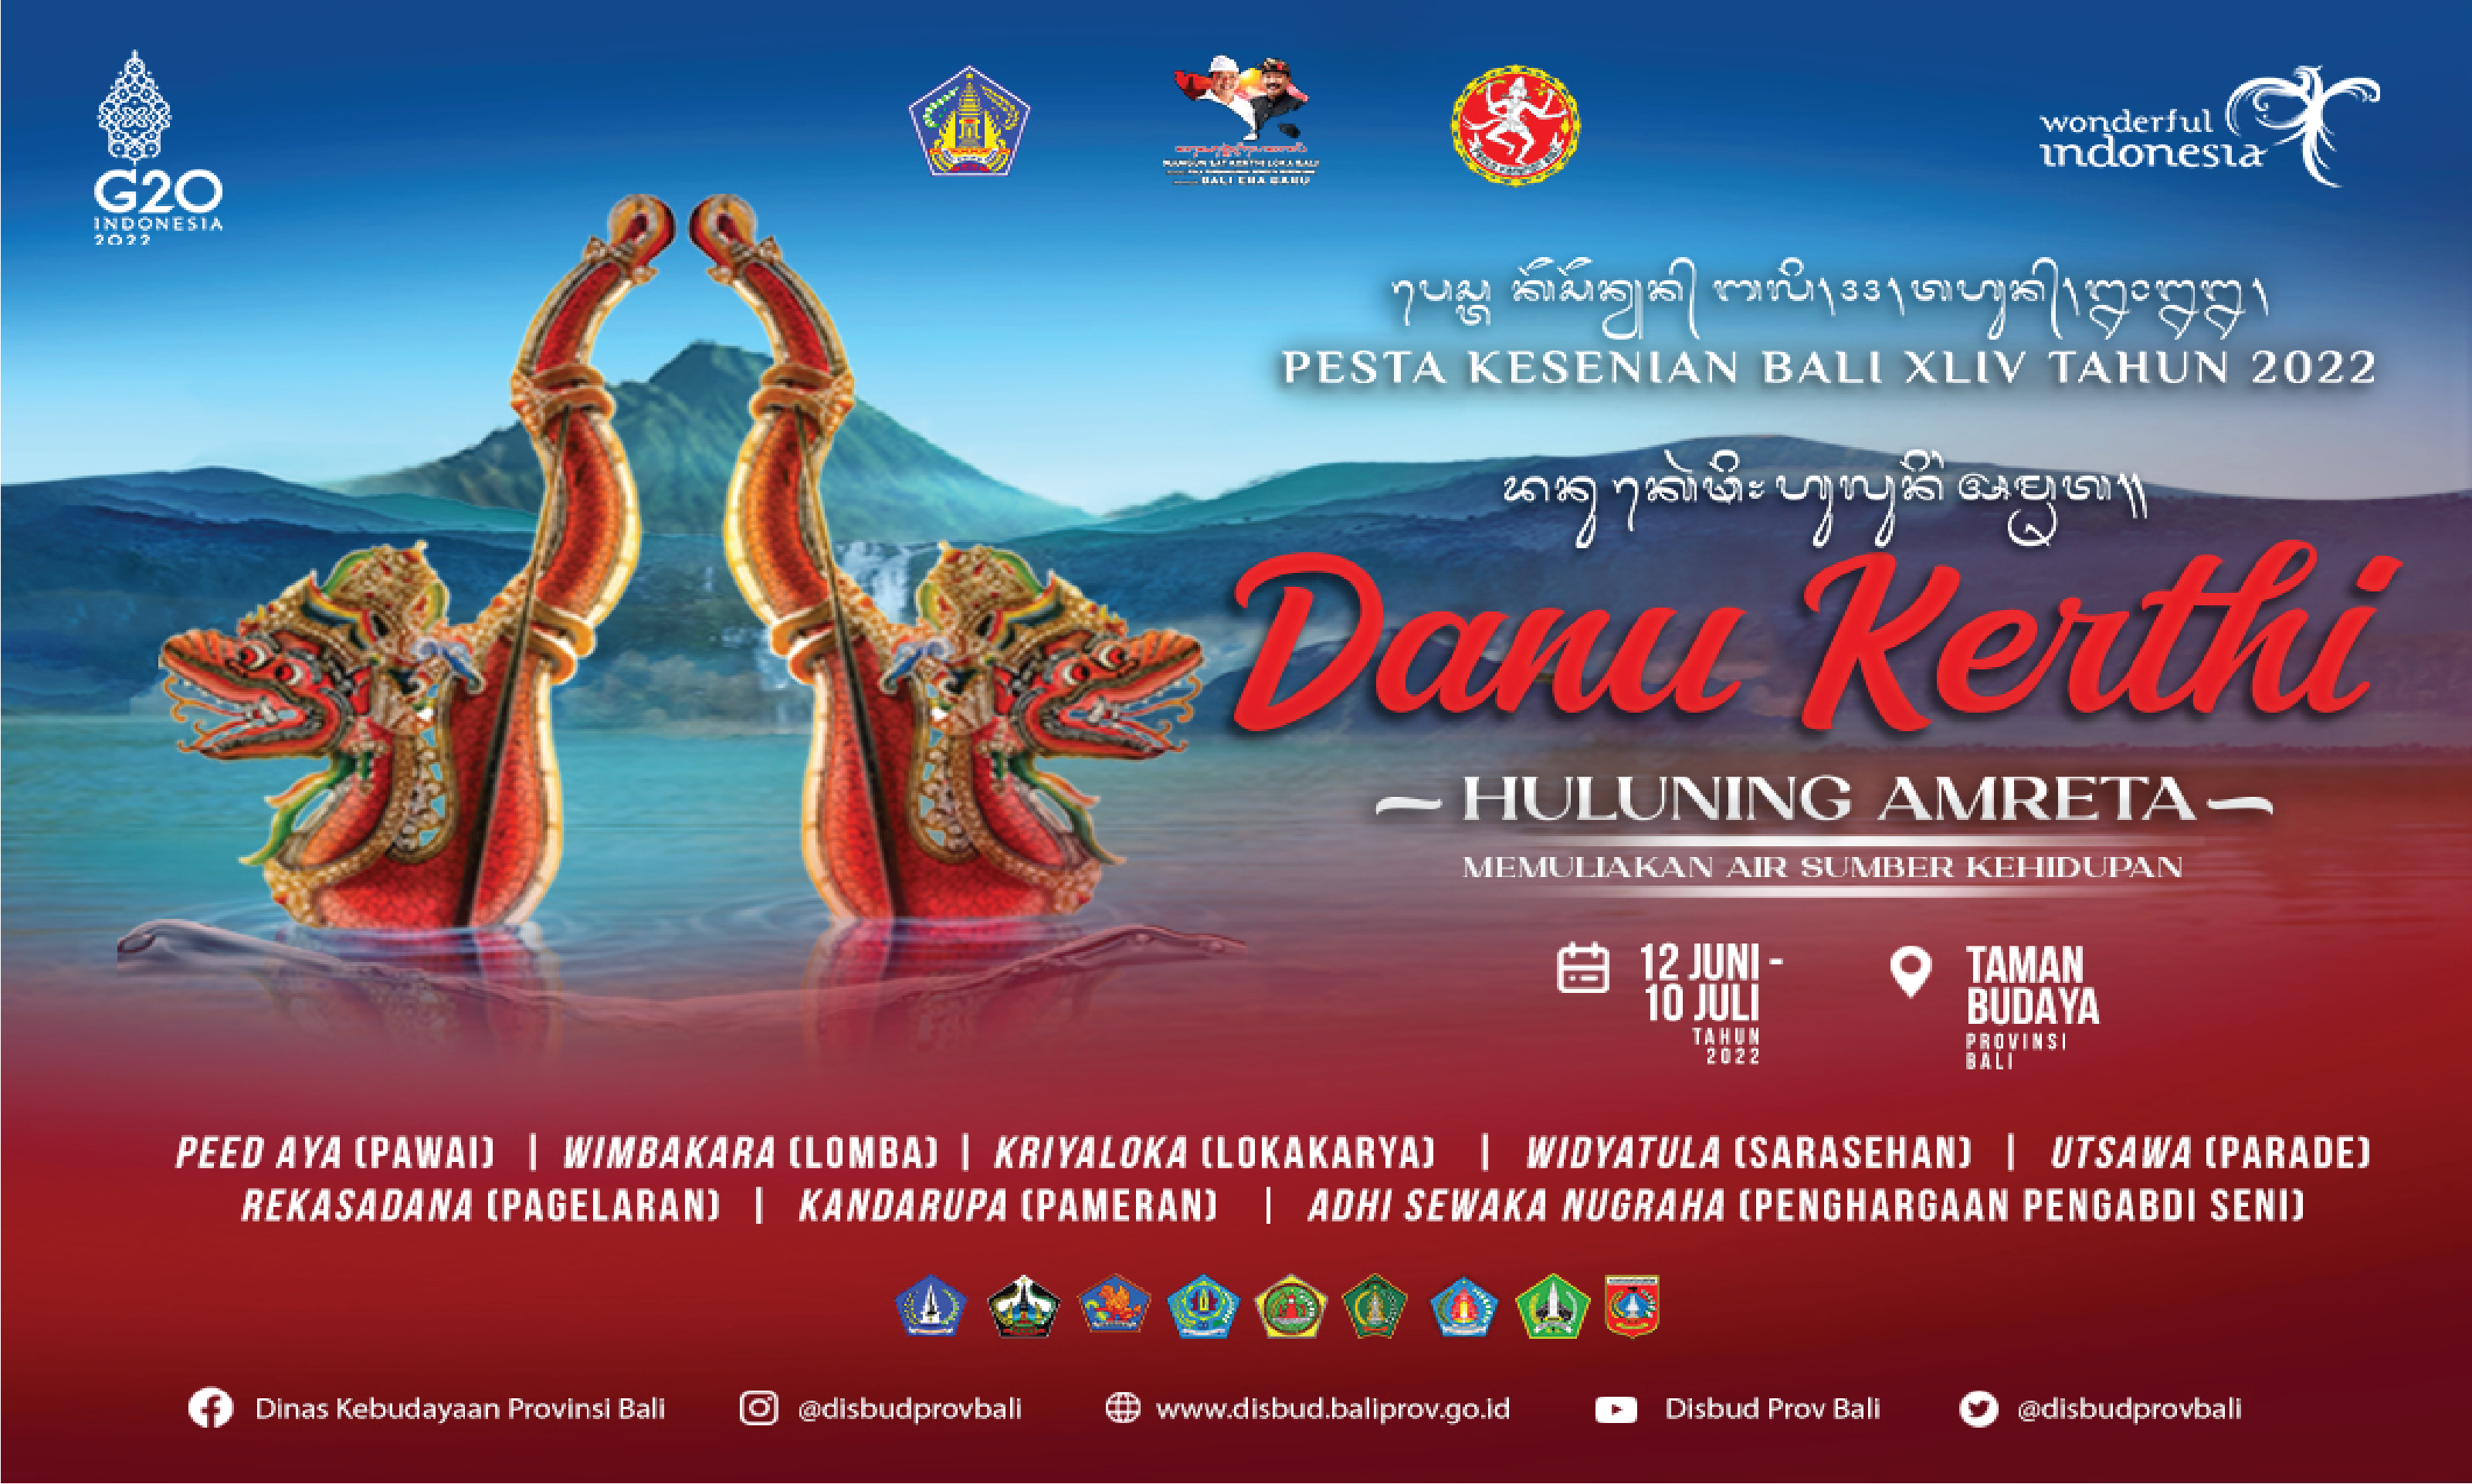 G20
INDONESIA
2022
BALI ERA BARU
wonderful
indonesia
PESTA KESENIAN BALI XLIV TAHUN 2022
Danu Kerthi
~HULUNING AMRETA~
MEMULIAKAN AIR SUMBER KEHIDUPAN
12 JUNI -
10 JULI
TAHUN
2022
TAMAN
BUDAYA
PROVINSI
BALI
PEED AYA (PAWAI) | WIMBAKARA (LOMBA) | KRIYALOKA (LOKAKARYA) | WIDYATULA (SARASEHAN) | UTSAWA (PARADE)
REKASADANA (PAGELARAN) | KANDARUPA (PAMERAN) | ADHI SEWAKA NUGRAHA (PENGHARGAAN PENGABDI SENI)
Dinas Kebudayaan Provinsi Bali @disbudprovbali www.disbud.baliprov.go.id Disbud Prov Bali @disbudprovbali